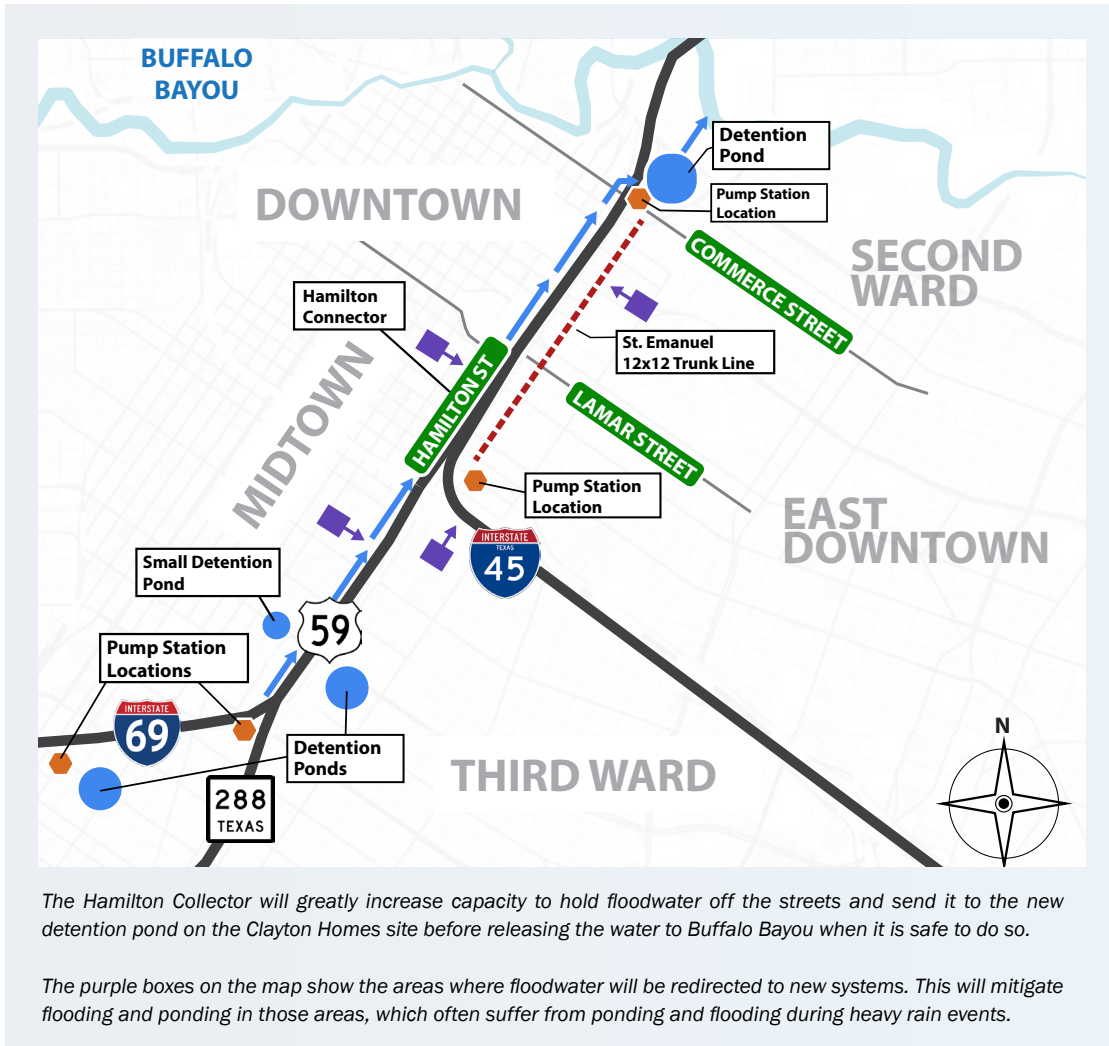 BUFFALO
BAYOU
Detention
Pond
DOWNTOWN
Pump Station
Location
COMMERCE STREET
SECOND
WARD
Hamilton
Connector
St. Emanuel
12x12 Trunk Line
HAMILTON ST
MIDTOWN
LAMAR STREET
Pump Station
Location
EAST
DOWNTOWN
INTERSTATE
TEXAS
45
Small Detention
Pond
59
Pump Station
Locations
INTERSTATE
69
Detention
Ponds
THIRD WARD
288
TEXAS
N
The Hamilton Collector will greatly increase capacity to hold floodwater off the streets and send it to the new
detention pond on the Clayton Homes site before releasing the water to Buffalo Bayou when it is safe to do so.
The purple boxes on the map show the areas where floodwater will be redirected to new systems. This will mitigate
flooding and ponding in those areas, which often suffer from ponding and flooding during heavy rain events.